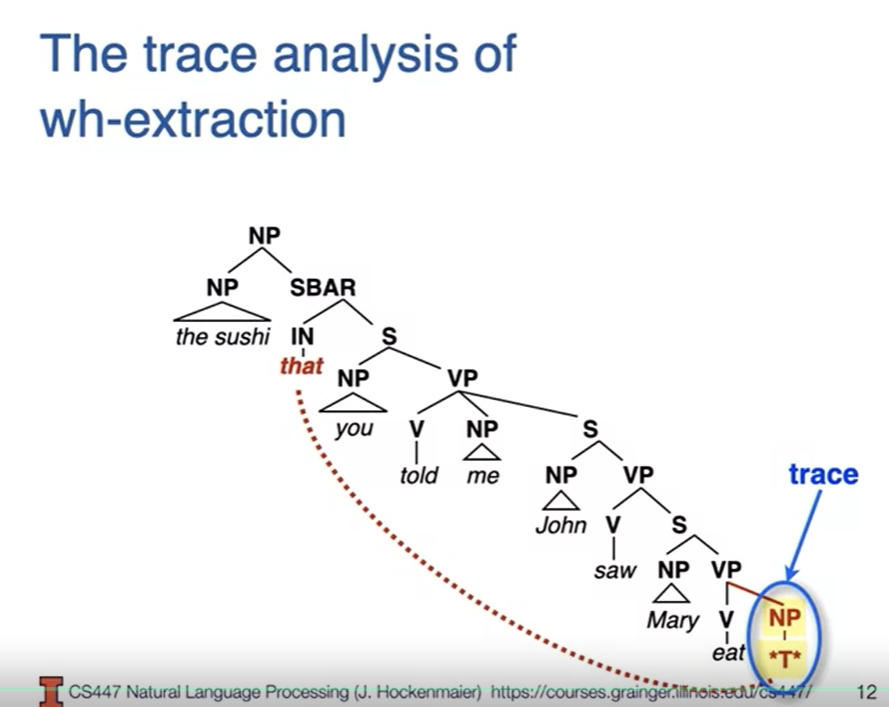 The trace analysis of
wh-extraction
NP
NP SBAR
the sushi IN S
that
NP VP
you V NP S
told me NP VP trace
John V S
saw NP VP
Mary V NP
eat *T*
CS447 Natural Language Processing (J. Hockenmaier) https://courses.grainger.illinois.edu/cs447/ 12